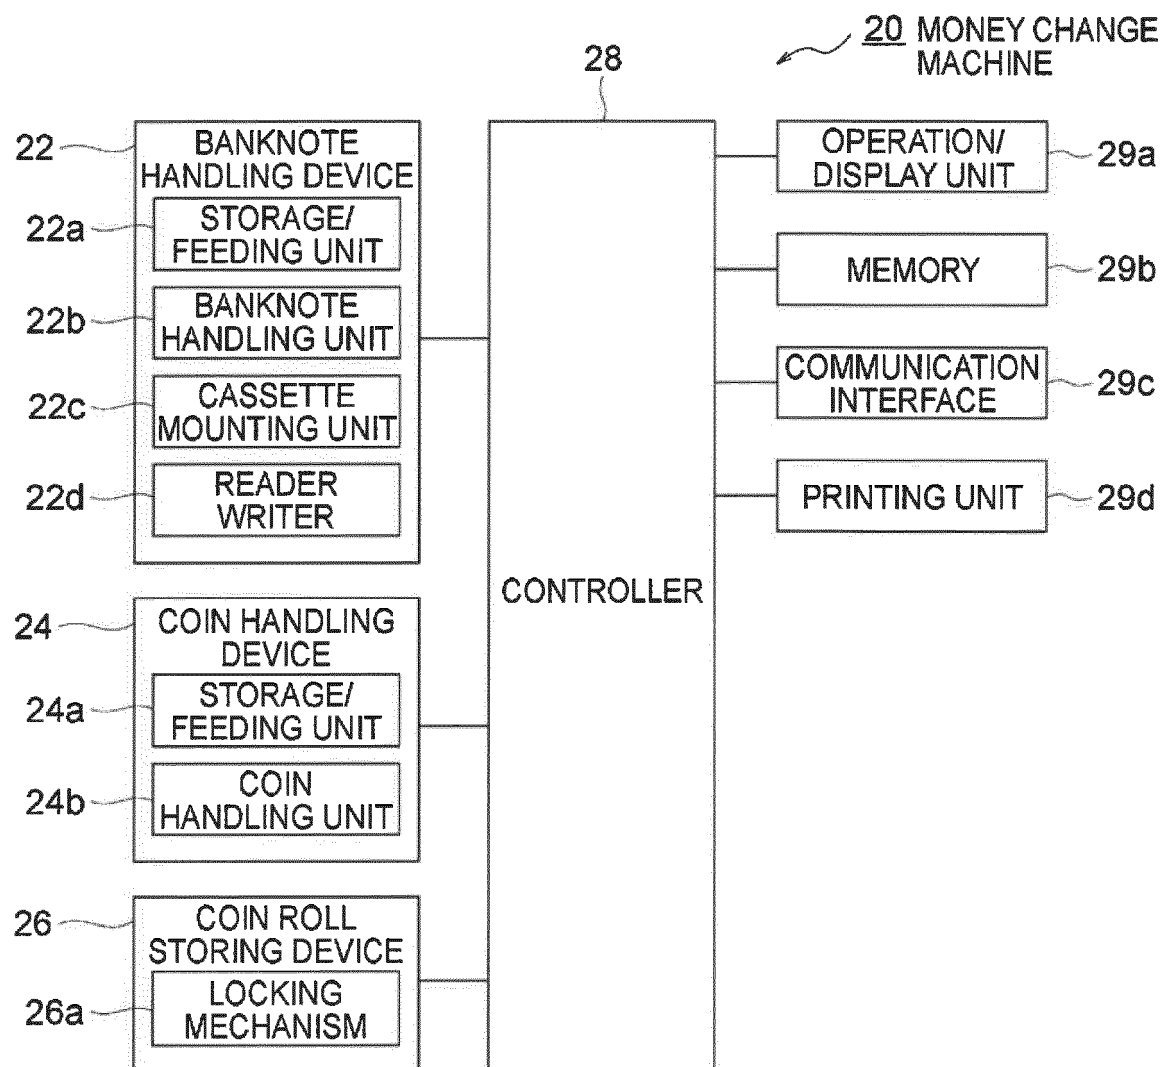 20 MONEY CHANGE
MACHINE
28
22
BANKNOTE
HANDLING DEVICE
22a
STORAGE/
FEEDING UNIT
22b
BANKNOTE
HANDLING UNIT
22c
CASSETTE
MOUNTING UNIT
22d
READER
WRITER
24
COIN HANDLING
DEVICE
24a
STORAGE/
FEEDING UNIT
24b
COIN
HANDLING UNIT
26
COIN ROLL
STORING DEVICE
26a
LOCKING
MECHANISM
CONTROLLER
OPERATION/
DISPLAY UNIT
29a
MEMORY
29b
COMMUNICATION
INTERFACE
29c
PRINTING UNIT
29d